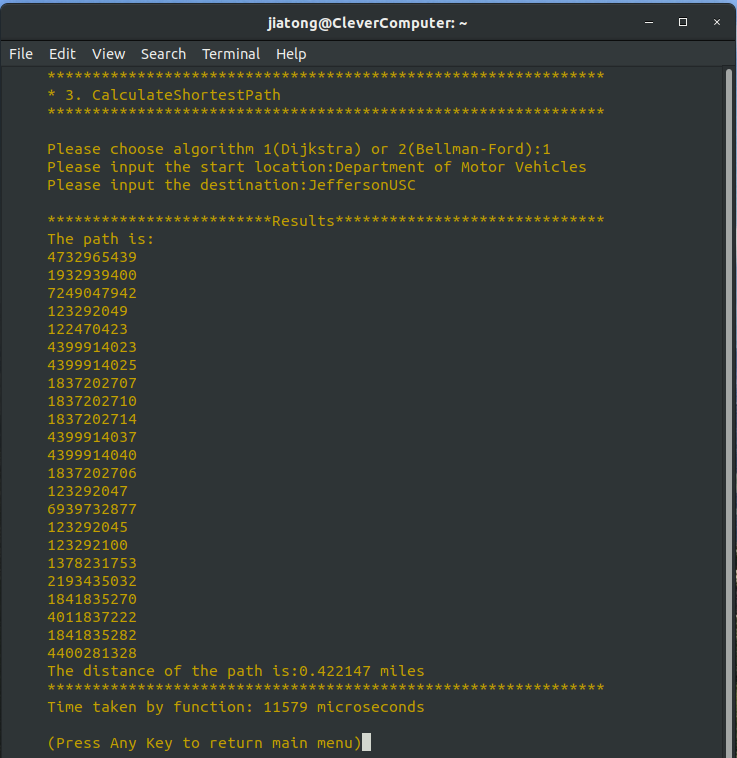 jiatong@CleverComputer: ~
File Edit View Search Terminal Help
**************************************************************
* 3. CalculateShortestPath
**************************************************************
Please choose algorithm 1(Dijkstra) or 2(Bellman-Ford):1
Please input the start location:Department of Motor Vehicles
Please input the destination:JeffersonUSC
*************************Results******************************
The path is:
4732965439
1932939400
7249047942
123292049
122470423
4399914023
4399914025
1837202707
1837202710
1837202714
4399914037
4399914040
1837202706
123292047
6939732877
123292045
123292100
1378231753
2193435032
1841835270
4011837222
1841835282
4400281328
The distance of the path is:0.422147 miles
**************************************************************
Time taken by function: 11579 microseconds
(Press Any Key to return main menu)